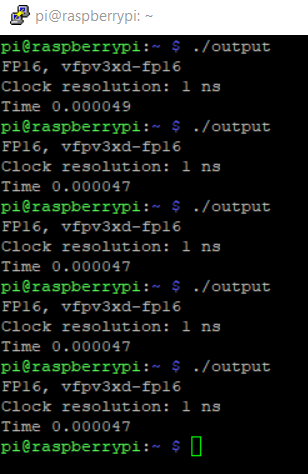 pi@raspberrypi: ~
pi@raspberrypi:~ $ ./output
FP16, vfpv3xd-fp16
Clock resolution: 1 ns
Time 0.000049
pi@raspberrypi:~ $ ./output
FP16, vfpv3xd-fp16
Clock resolution: 1 ns
Time 0.000047
pi@raspberrypi:~ $ ./output
FP16, vfpv3xd-fp16
Clock resolution: 1 ns
Time 0.000047
pi@raspberrypi:~ $ ./output
FP16, vfpv3xd-fp16
Clock resolution: 1 ns
Time 0.000047
pi@raspberrypi:~ $ ./output
FP16, vfpv3xd-fp16
Clock resolution: 1 ns
Time 0.000047
pi@raspberrypi:~ $